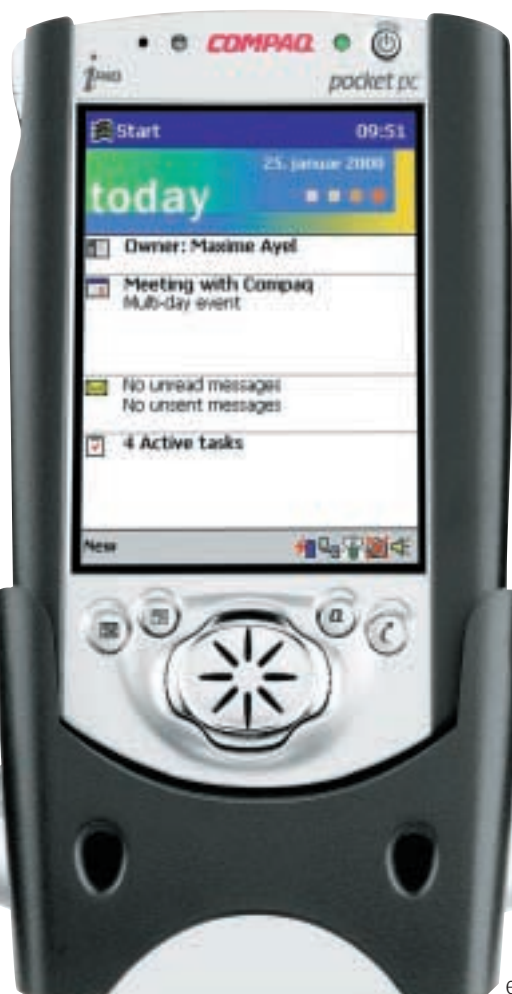 COMPAQ
iPAQ
pocket pc
Start 09:51
25. januar 2000
today
Owner: Maxime Ayel
Meeting with Compaq
Multi-day event
No unread messages
No unsent messages
4 Active tasks
New